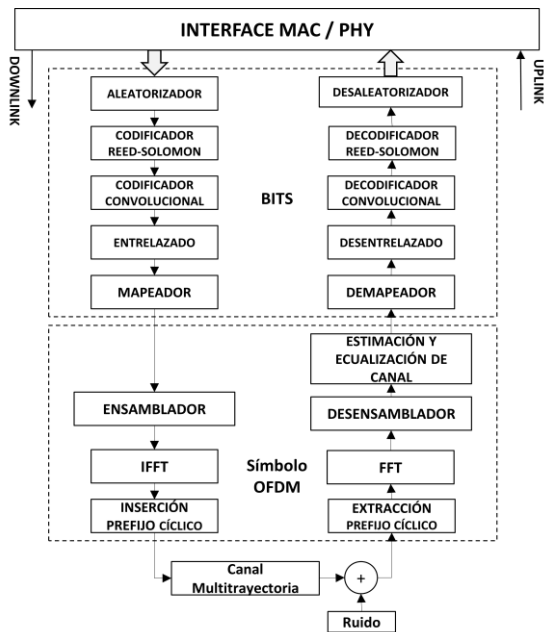 INTERFACE MAC / PHY
DOWNLINK
UPLINK
ALEATORIZADOR
DESALEATORIZADOR
CODIFICADOR
REED-SOLOMON
DECODIFICADOR
REED-SOLOMON
CODIFICADOR
CONVOLUCIONAL
DECODIFICADOR
CONVOLUCIONAL
BITS
ENTRELAZADO
DESENTRELAZADO
MAPEADOR
DEMAPEADOR
ESTIMACIÓN Y
ECUALIZACIÓN DE
CANAL
ENSAMBLADOR
DESENSAMBLADOR
IFFT
Símbolo
OFDM
FFT
INSERCIÓN
PREFIJO CÍCLICO
EXTRACCIÓN
PREFIJO CÍCLICO
Canal
Multitrayectoria
+
Ruido